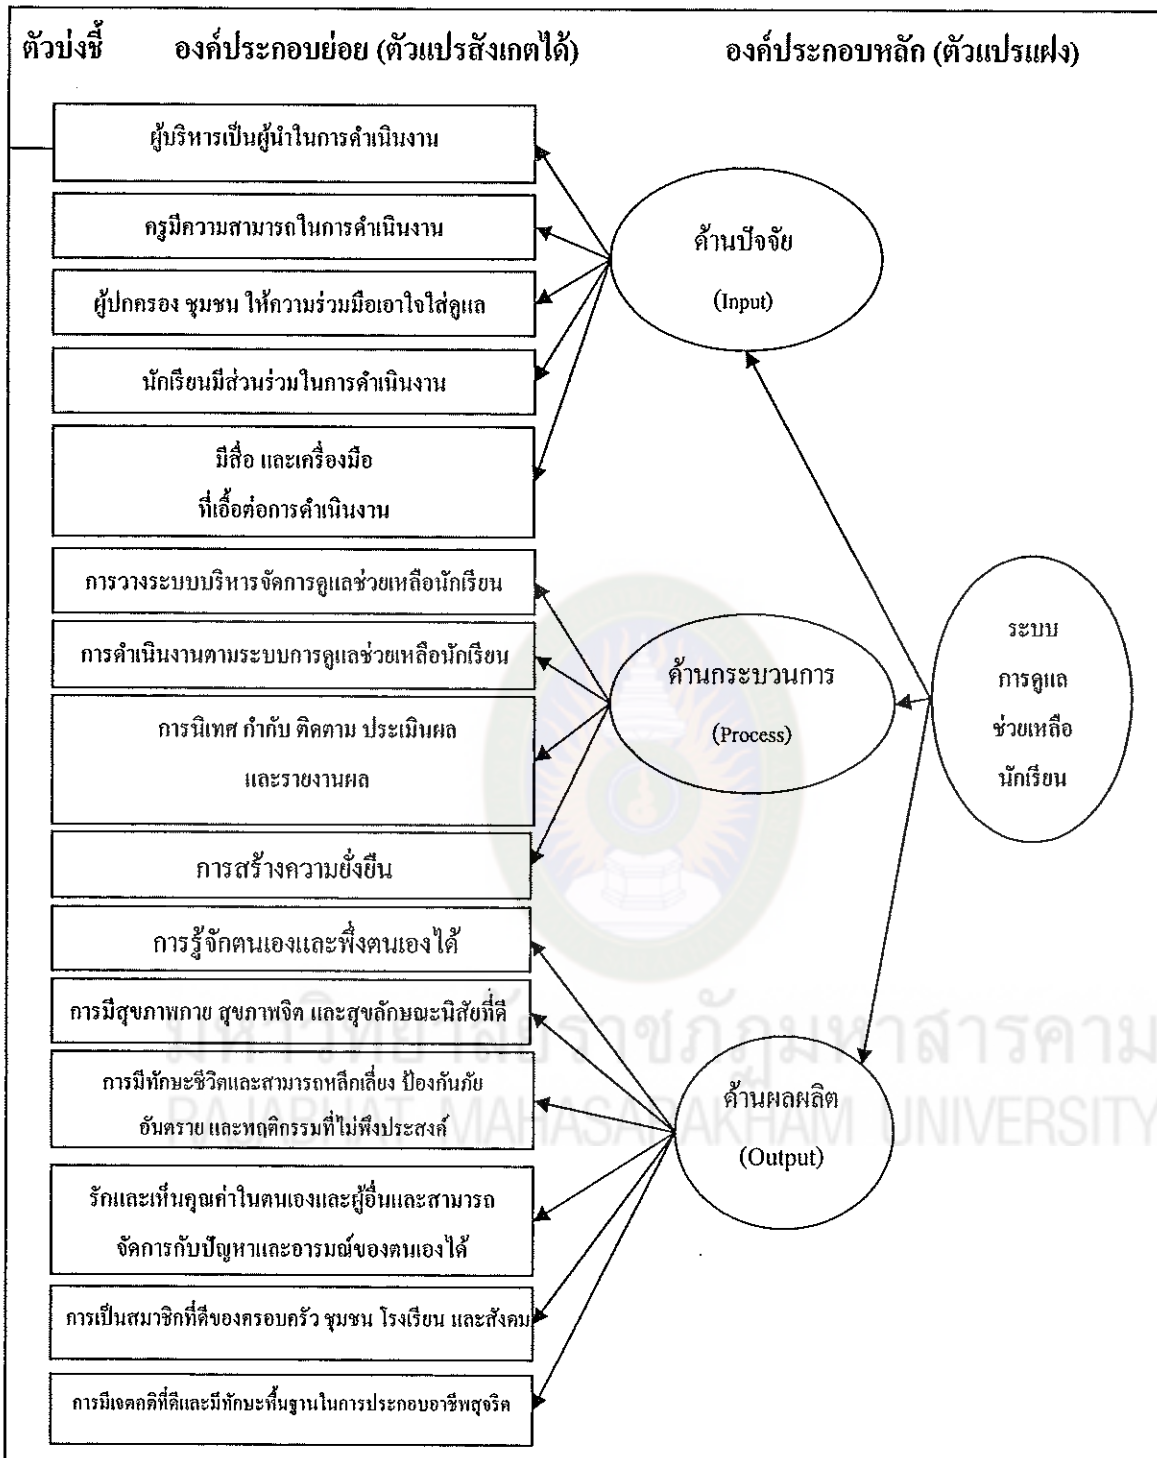 ตัวบ่งชี้ องค์ประกอบย่อย (ตัวแปรสังเกตได้) องค์ประกอบหลัก (ตัวแปรแฝง)
ผู้บริหารเป็นผู้นำในการดำเนินงาน
ครูมีความสามารถในการดำเนินงาน
ผู้ปกครอง ชุมชน ให้ความร่วมมือเอาใจใส่ดูแล
นักเรียนมีส่วนร่วมในการดำเนินงาน
มีสื่อ และเครื่องมือ
ที่เอื้อต่อการดำเนินงาน
ด้านปัจจัย
(Input)
การวางระบบบริหารจัดการดูแลช่วยเหลือนักเรียน
การดำเนินงานตามระบบการดูแลช่วยเหลือนักเรียน
การนิเทศ กำกับ ติดตาม ประเมินผล
และรายงานผล
การสร้างความยั่งยืน
ด้านกระบวนการ
(Process)
ระบบ
การดูแล
ช่วยเหลือ
นักเรียน
การรู้จักตนเองและพึ่งตนเองได้
การมีสุขภาพกาย สุขภาพจิต และสุขลักษณะนิสัยที่ดี
การมีทักษะชีวิตและสามารถหลีกเลี่ยง ป้องกันภัย
อันตราย และพฤติกรรมที่ไม่พึงประสงค์
รักและเห็นคุณค่าในตนเองและผู้อื่นและสามารถ
จัดการกับปัญหาและอารมณ์ของตนเองได้
การเป็นสมาชิกที่ดีของครอบครัว ชุมชน โรงเรียน และสังคม
การมีเจตคติที่ดีและมีทักษะพื้นฐานในการประกอบอาชีพสุจริต
ด้านผลผลิต
(Output)
มหาวิทยาลัยราชภัฏมหาสารคาม
RAJABHAT MAHASARAKHAM UNIVERSITY